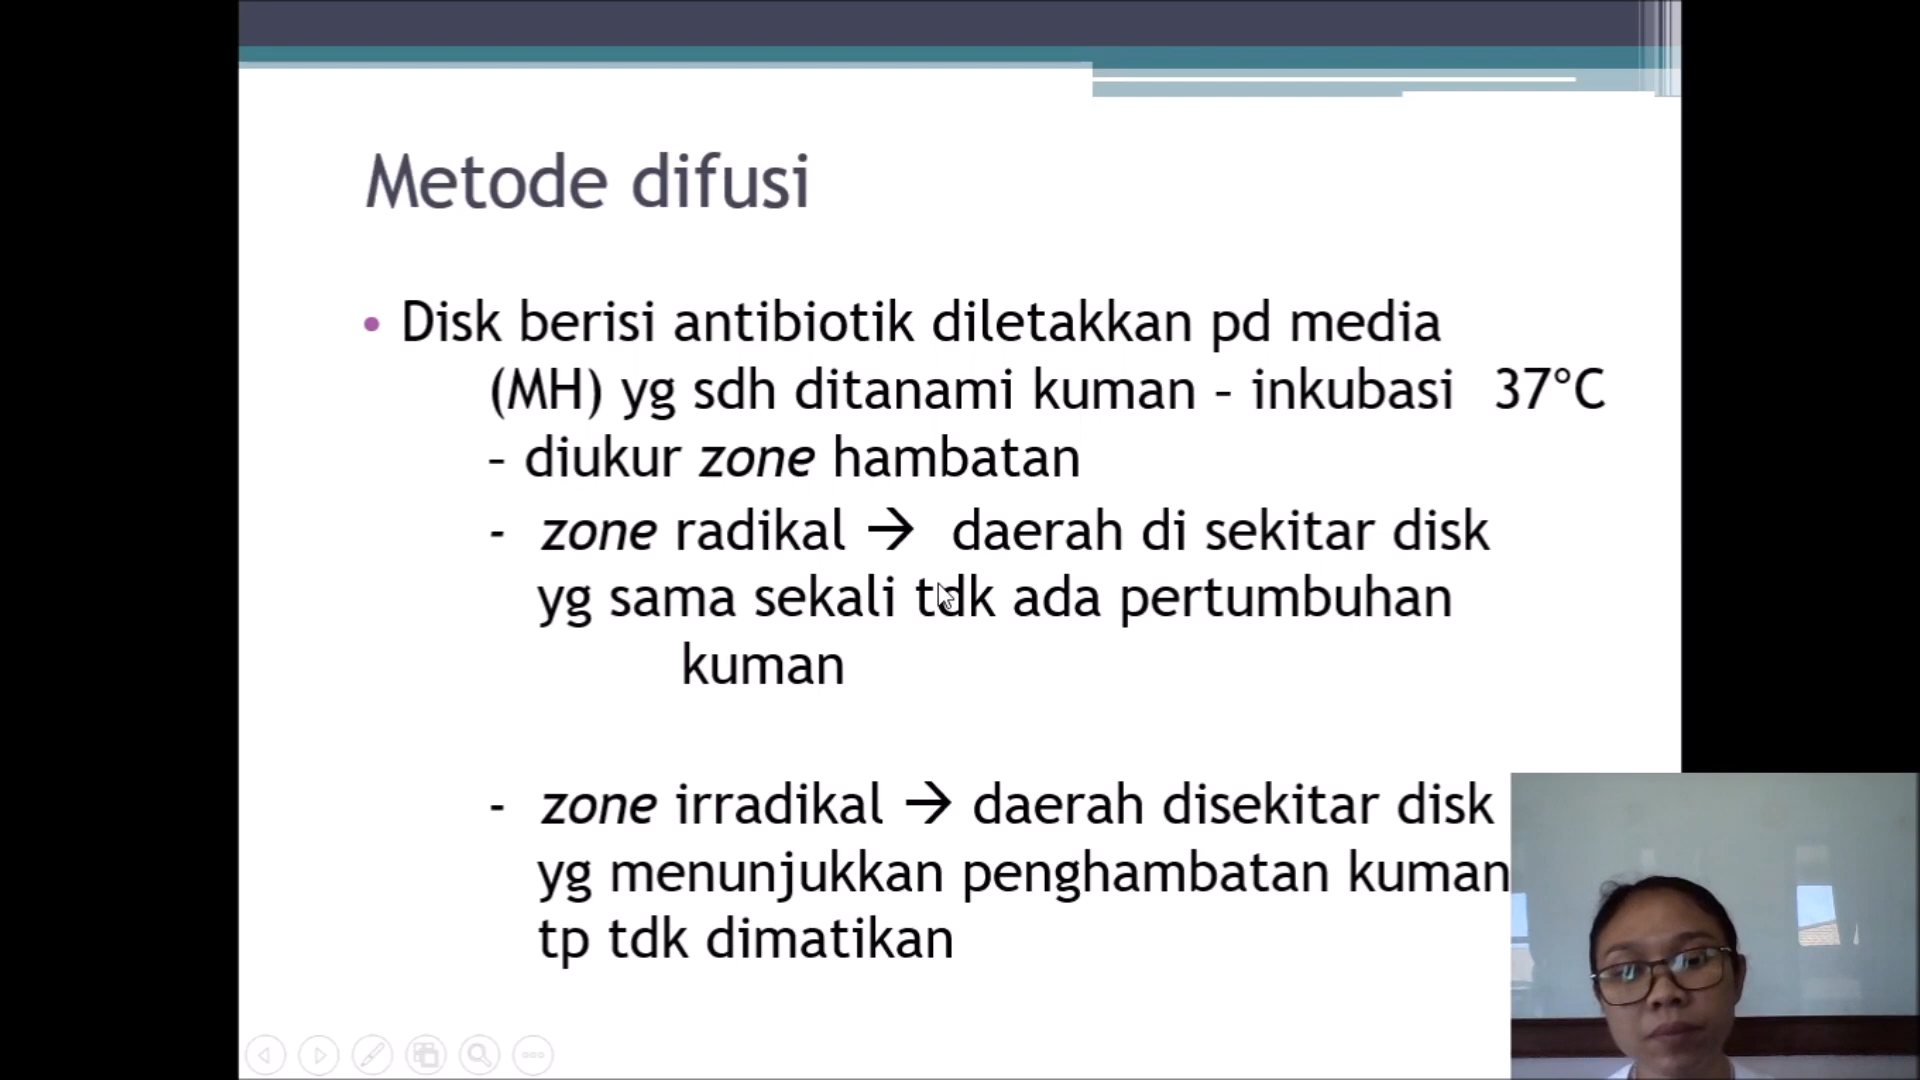 Metode difusi
• Disk berisi antibiotik diletakkan pd media
(MH) yg sdh ditanami kuman – inkubasi 37°C
– diukur zone hambatan
- zone radikal → daerah di sekitar disk
yg sama sekali tdk ada pertumbuhan
kuman
- zone irradikal → daerah disekitar disk
yg menunjukkan penghambatan kuman
tp tdk dimatikan